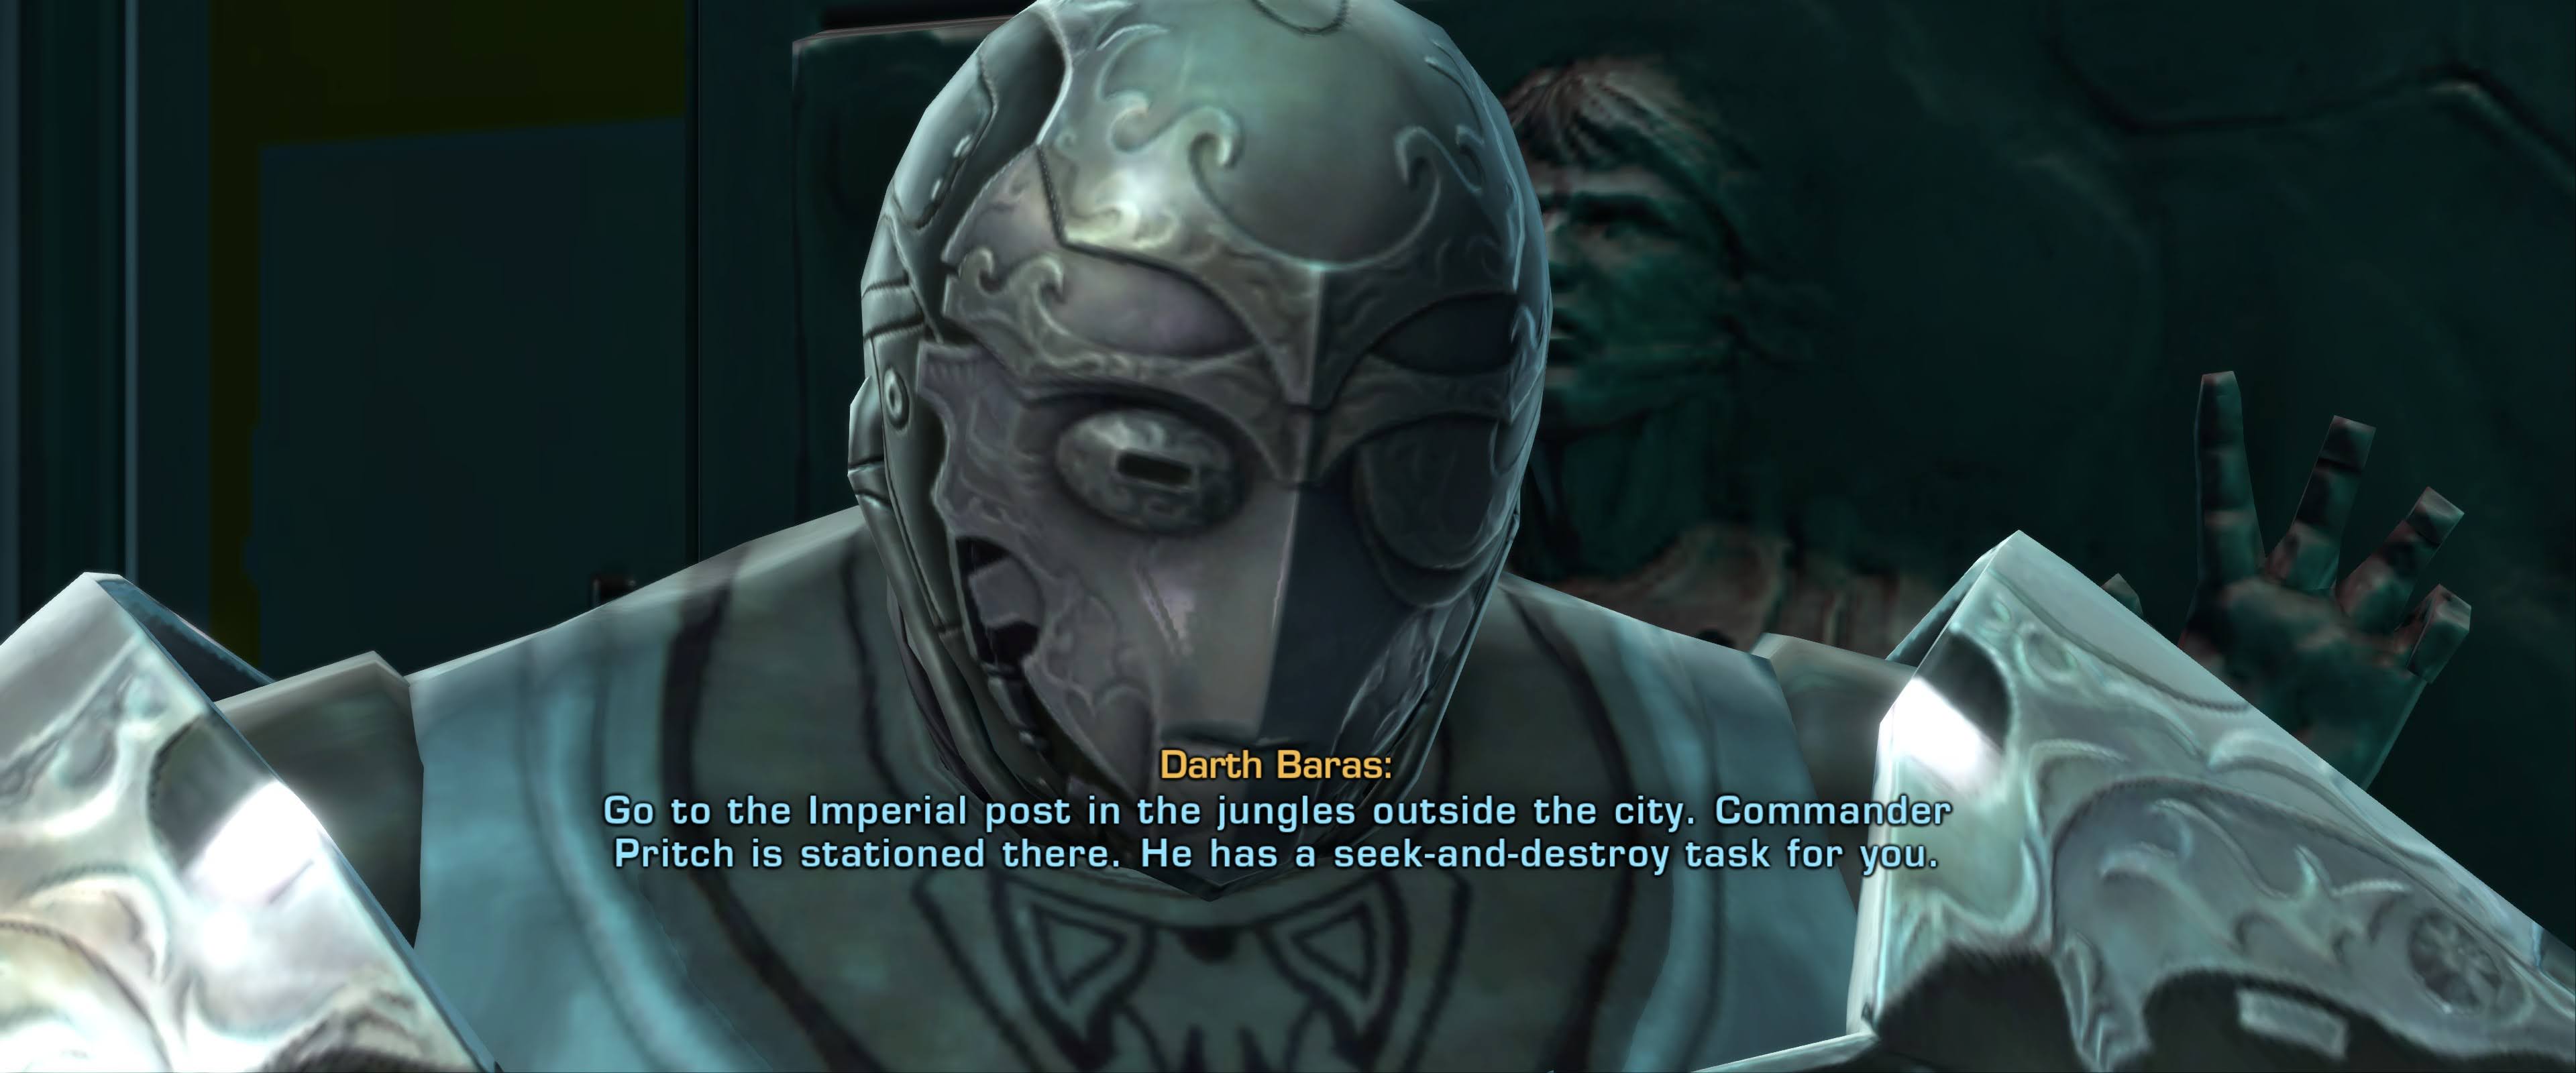 Darth Baras:
Go to the Imperial post in the jungles outside the city. Commander
Pritch is stationed there. He has a seek-and-destroy task for you.